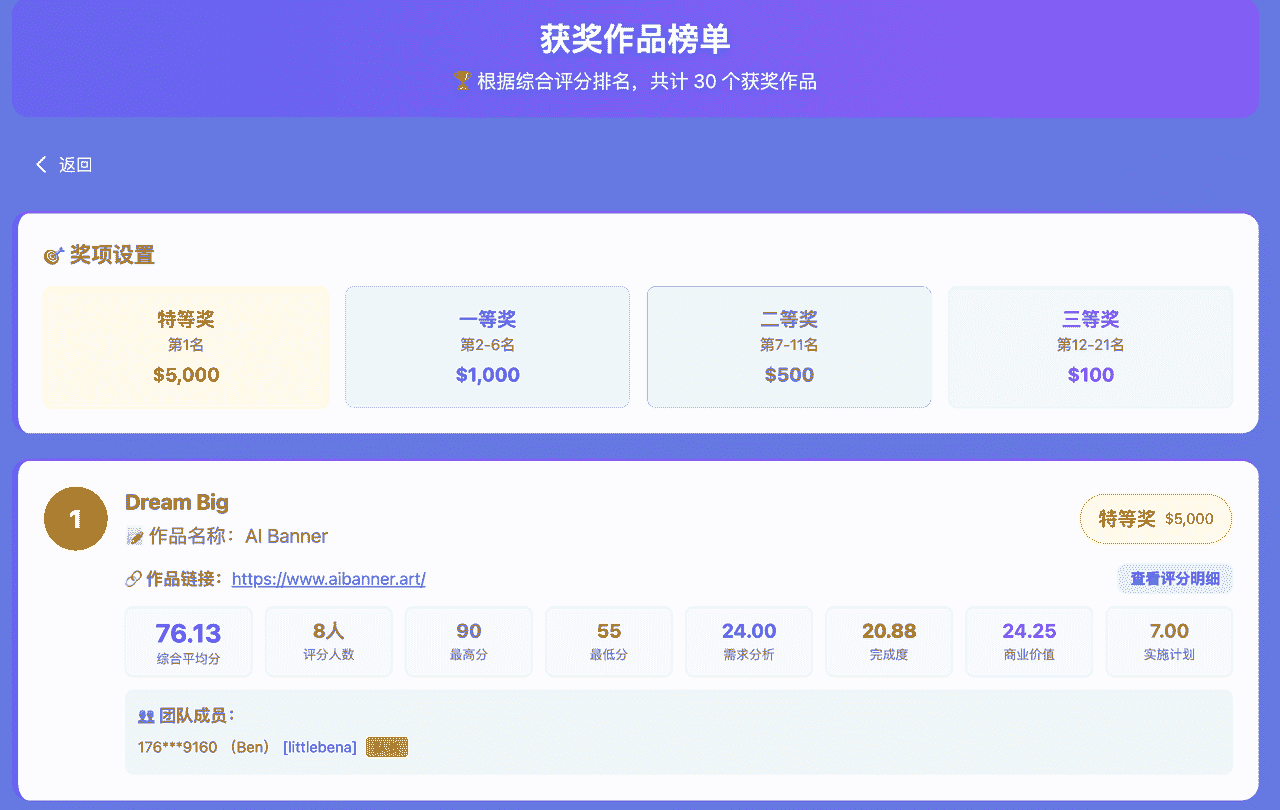 获奖作品榜单
🏆 根据综合评分排名，共计 30 个获奖作品
返回
🎯 奖项设置
特等奖
第1名
$5,000
一等奖
第2-6名
$1,000
二等奖
第7-11名
$500
三等奖
第12-21名
$100
1
Dream Big
特等奖 $5,000
📝 作品名称：AI Banner
🔗 作品链接：https://www.aibanner.art/
查看评分明细
76.13
综合平均分
8人
评分人数
90
最高分
55
最低分
24.00
需求分析
20.88
完成度
24.25
商业价值
7.00
实施计划
👥 团队成员：
176***9160 （Ben） [littlebena]